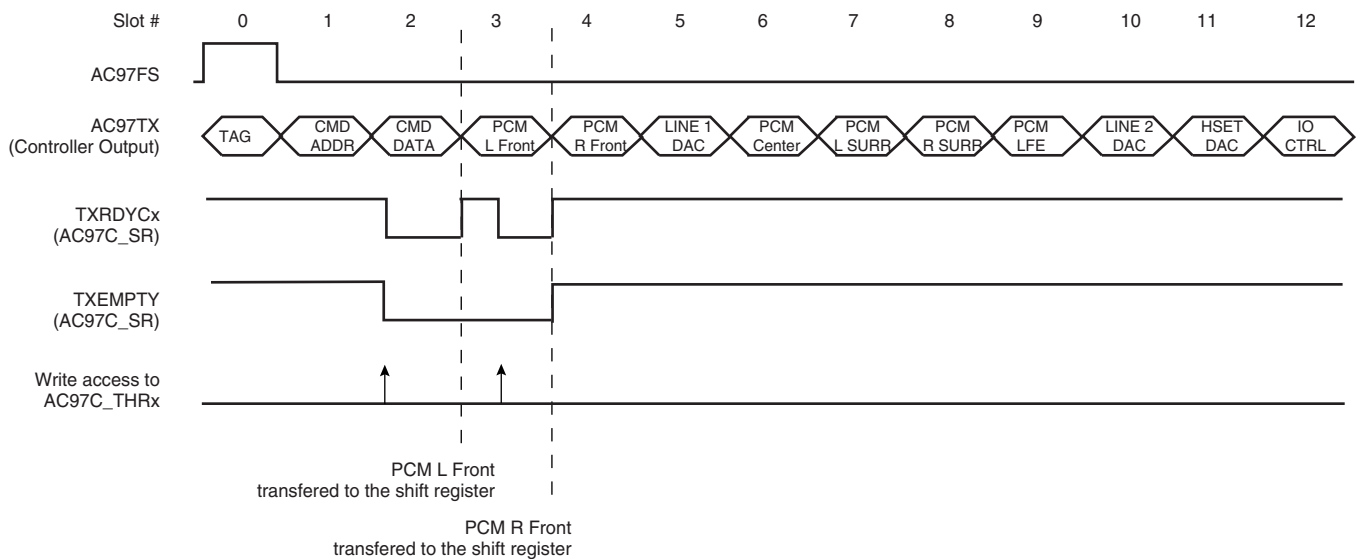 Slot # 0 1 2 3 4 5 6 7 8 9 10 11 12
AC97FS
AC97TX
(Controller Output)
TAG
CMD
ADDR
CMD
DATA
PCM
L Front
PCM
R Front
LINE 1
DAC
PCM
Center
PCM
L SURR
PCM
R SURR
PCM
LFE
LINE 2
DAC
HSET
DAC
IO
CTRL
TXRDYCx
(AC97C_SR)
TXEMPTY
(AC97C_SR)
Write access to
AC97C_THRx
PCM L Front
transfered to the shift register
PCM R Front
transfered to the shift register